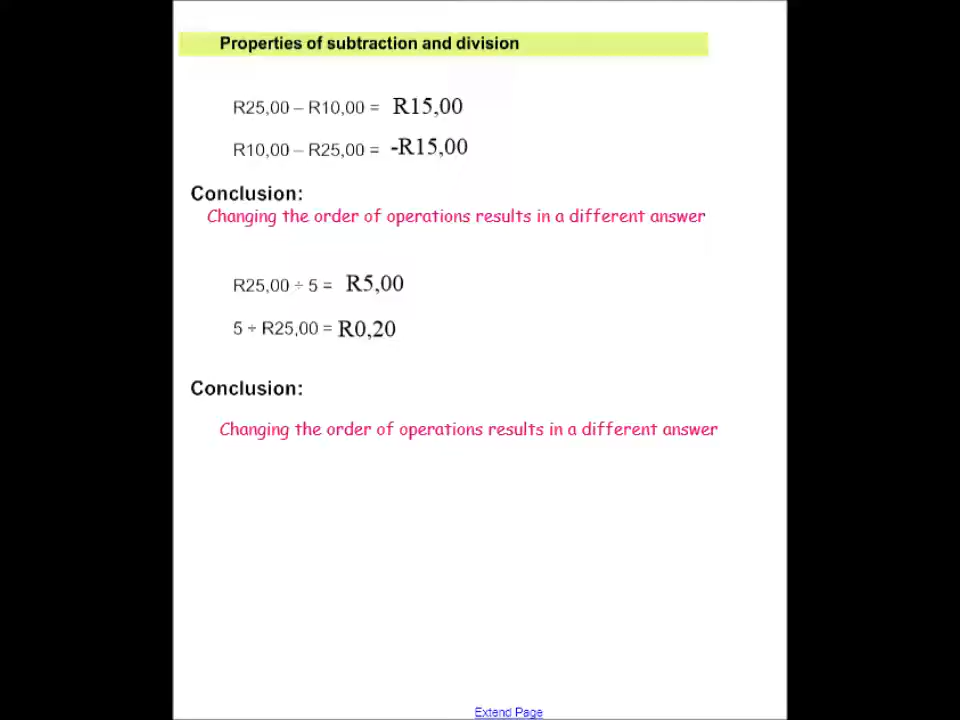 Properties of subtraction and division
R25,00 – R10,00 = R15,00
R10,00 – R25,00 = -R15,00
Conclusion:
Changing the order of operations results in a different answer
R25,00 ÷ 5 = R5,00
5 ÷ R25,00 = R0,20
Conclusion:
Changing the order of operations results in a different answer
Extend Page